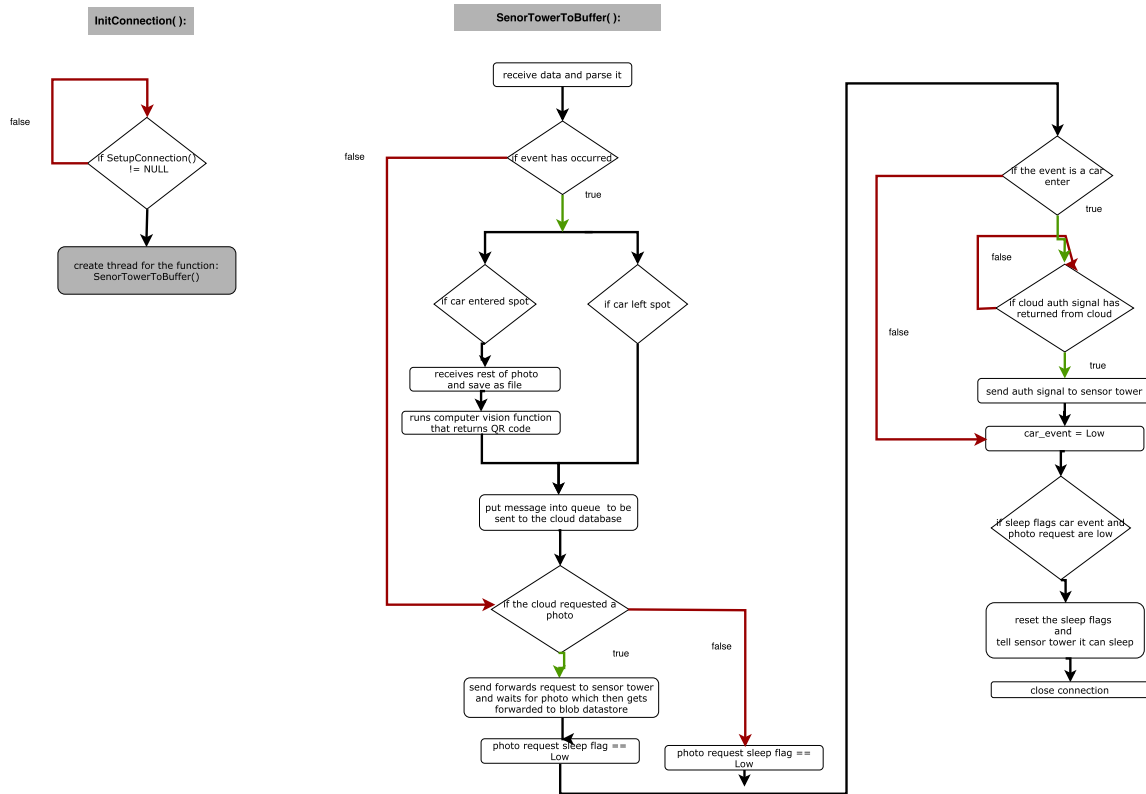 InitConnection( ):
false
if SetupConnection()
!= NULL
create thread for the function:
SenorTowerToBuffer()
SenorTowerToBuffer( ):
receive data and parse it
false
if event has occurred
true
if car entered spot
if car left spot
receives rest of photo
and save as file
runs computer vision function
that returns QR code
put message into queue to be
sent to the cloud database
if the cloud requested a
photo
true
false
send forwards request to sensor tower
and waits for photo which then gets
forwarded to blob datastore
photo request sleep flag ==
Low
photo request sleep flag ==
Low
if the event is a car
enter
true
false
false
if cloud auth signal has
returned from cloud
true
send auth signal to sensor tower
car_event = Low
if sleep flags car event and
photo request are low
reset the sleep flags
and
tell sensor tower it can sleep
close connection